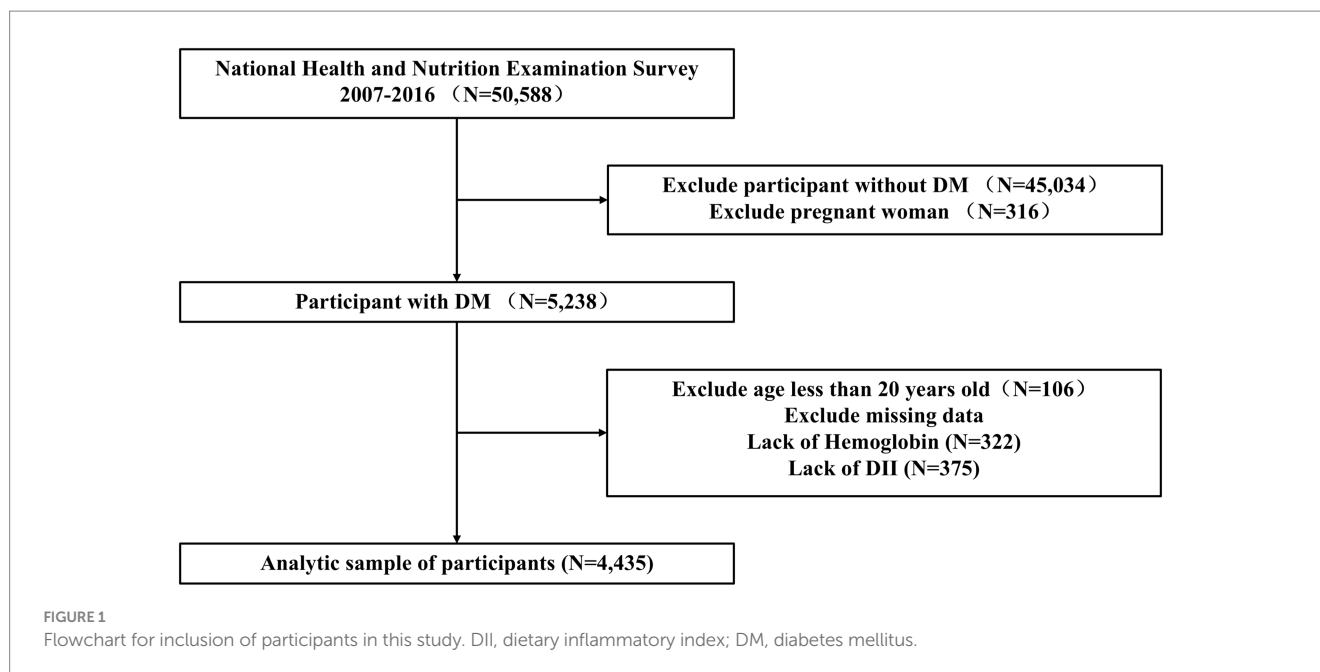 National Health and Nutrition Examination Survey
2007-2016 （N=50,588）
Exclude participant without DM （N=45,034）
Exclude pregnant woman （N=316）
Participant with DM （N=5,238）
Exclude age less than 20 years old（N=106）
Exclude missing data
Lack of Hemoglobin (N=322)
Lack of DII (N=375)
Analytic sample of participants (N=4,435)
FIGURE 1
Flowchart for inclusion of participants in this study. DII, dietary inflammatory index; DM, diabetes mellitus.